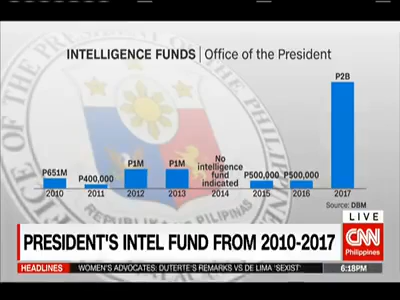 INTELLIGENCE FUNDS | Office of the President
P2B
P1M
P1M
No
intelligence
fund
indicated
P651M
P400,000
P500,000
P500,000
2010
2011
2012
2013
2014
2015
2016
2017
Source: DBM
LIVE
PRESIDENT'S INTEL FUND FROM 2010-2017
CNN
Philippines
HEADLINES
WOMEN'S ADVOCATES: DUTERTE'S REMARKS VS DE LIMA 'SEXIST'
6:18PM